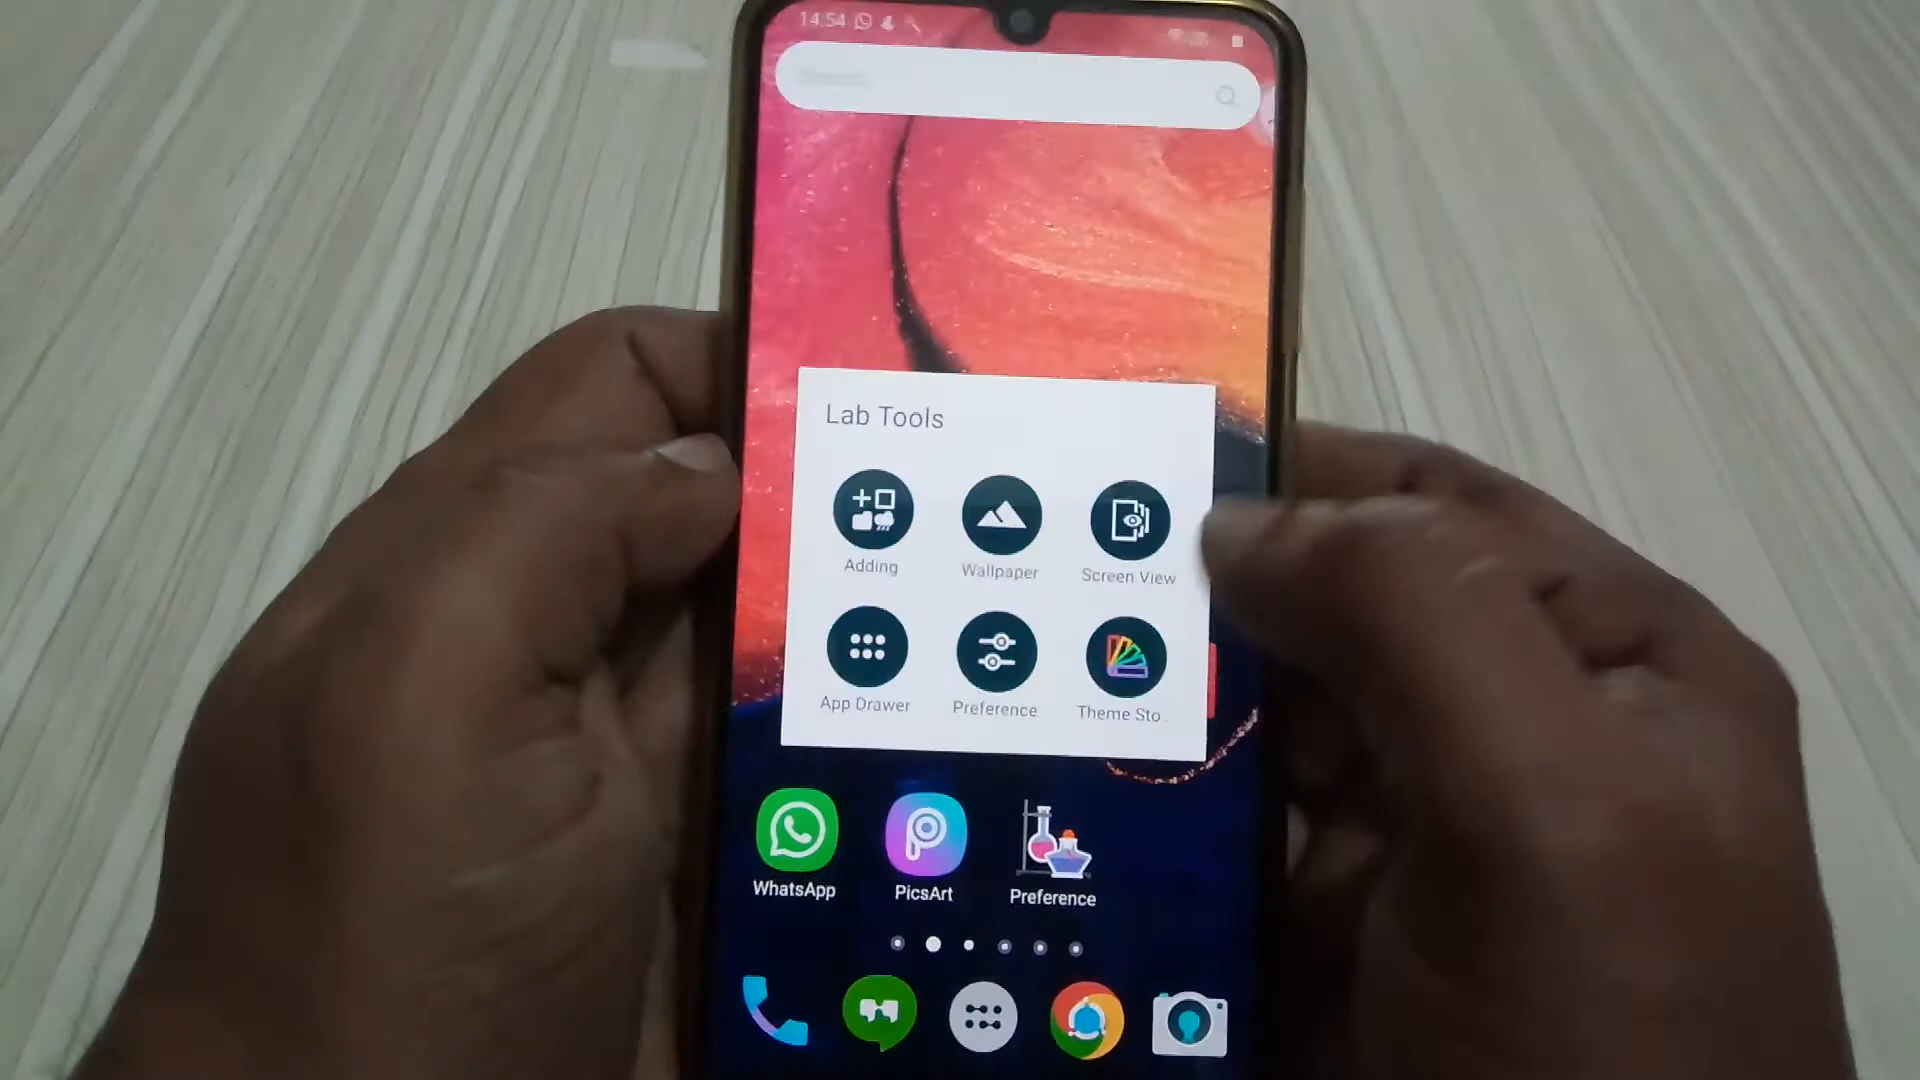 14.54
Lab Tools
Adding Wallpaper Screen View
App Drawer Preference Theme Sto..
WhatsApp PicsArt Preference